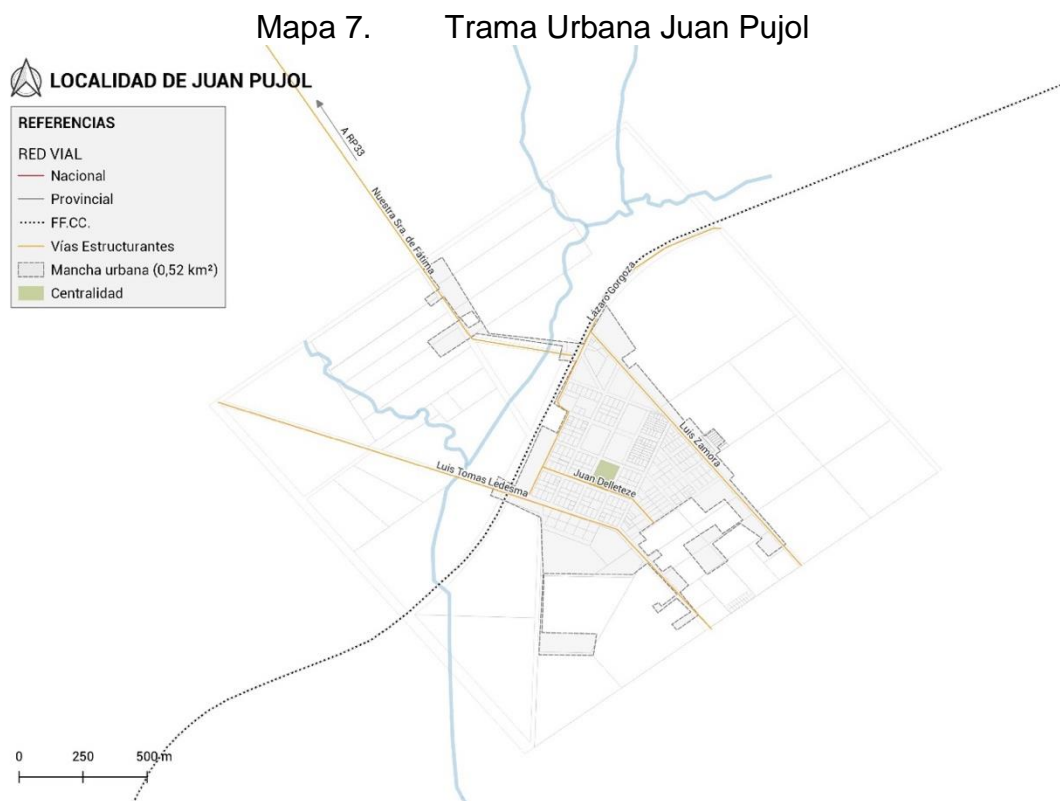 Mapa 7. Trama Urbana Juan Pujol
LOCALIDAD DE JUAN PUJOL
REFERENCIAS
RED VIAL
Nacional
Provincial
FF.CC.
Vías Estructurantes
Mancha urbana (0,52 km²)
Centralidad
A RP33
Nuestra Sra. de Fátima
Lázaro Gorgoza
Luis Zamora
Luis Tomas Ledesma
Juan Delleteze
0 250 500 m